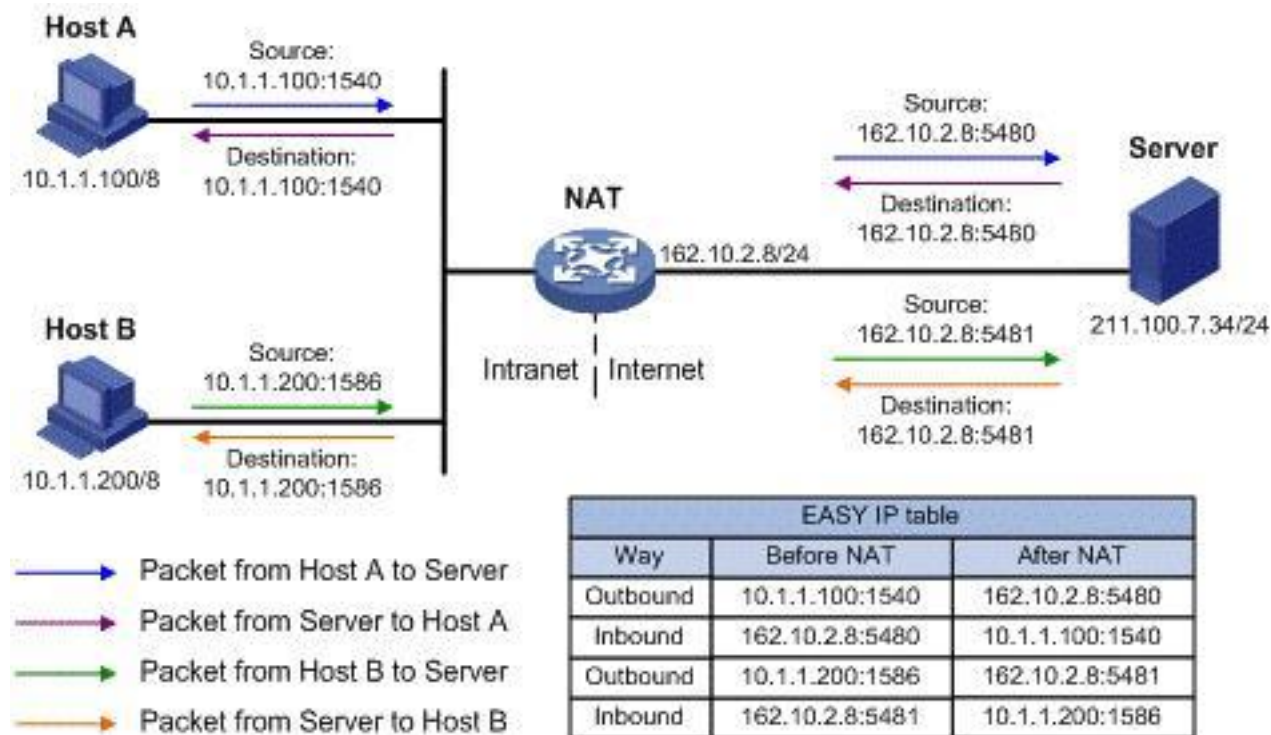 Host A
Source:
10.1.1.100:1540
Destination:
10.1.1.100:1540
10.1.1.100/8
Source:
162.10.2.8:5480
Destination:
162.10.2.8:5480
Server
211.100.7.34/24
NAT
162.10.2.8/24
Intranet
Internet
Source:
162.10.2.8:5481
Destination:
162.10.2.8:5481
Host B
Source:
10.1.1.200:1586
Destination:
10.1.1.200:1586
10.1.1.200/8
Packet from Host A to Server
Packet from Server to Host A
Packet from Host B to Server
Packet from Server to Host B
EASY IP table
Way Before NAT After NAT
Outbound 10.1.1.100:1540 162.10.2.8:5480
Inbound 162.10.2.8:5480 10.1.1.100:1540
Outbound 10.1.1.200:1586 162.10.2.8:5481
Inbound 162.10.2.8:5481 10.1.1.200:1586